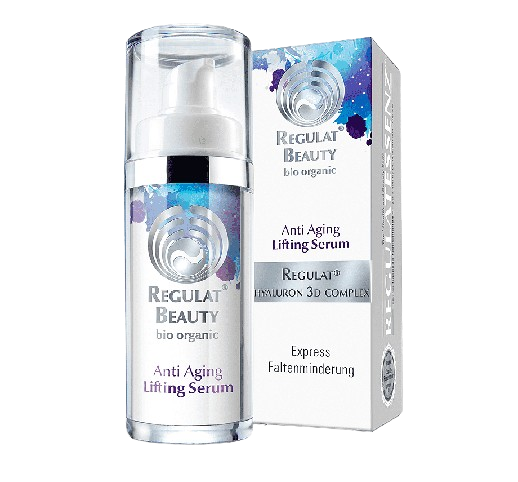 REGULAT®
BEAUTY
bio organic
Anti Aging
Lifting Serum
REGULAT®
BEAUTY
bio organic
Anti Aging
Lifting Serum
REGULAT®
HYALURON 3D COMPLEX
Express
Faltenminderung
REGULATESSENZ